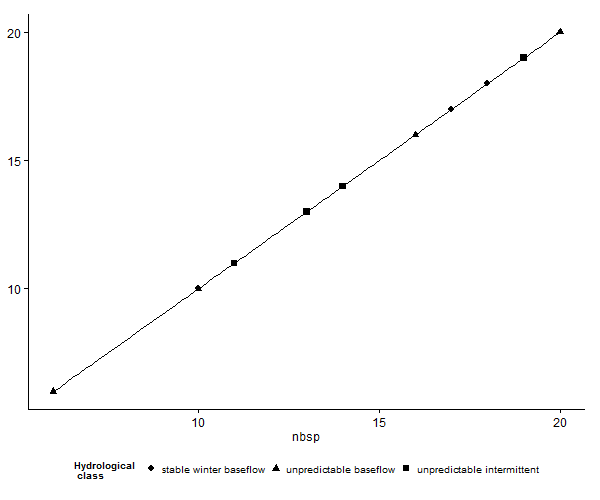 20
15
10
10 15 20
nbsp
Hydrological
class
stable winter baseflow unpredictable baseflow unpredictable intermittent